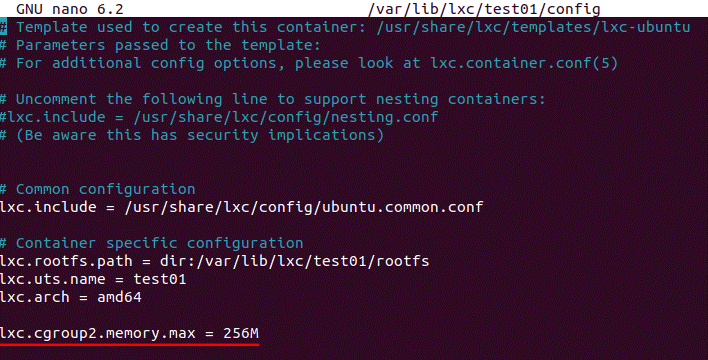 GNU nano 6.2 /var/lib/lxc/test01/config
# Template used to create this container: /usr/share/lxc/templates/lxc-ubuntu
# Parameters passed to the template:
# For additional config options, please look at lxc.container.conf(5)
# Uncomment the following line to support nesting containers:
#lxc.include = /usr/share/lxc/config/nesting.conf
# (Be aware this has security implications)
# Common configuration
lxc.include = /usr/share/lxc/config/ubuntu.common.conf
# Container specific configuration
lxc.rootfs.path = dir:/var/lib/lxc/test01/rootfs
lxc.uts.name = test01
lxc.arch = amd64
lxc.cgroup2.memory.max = 256M